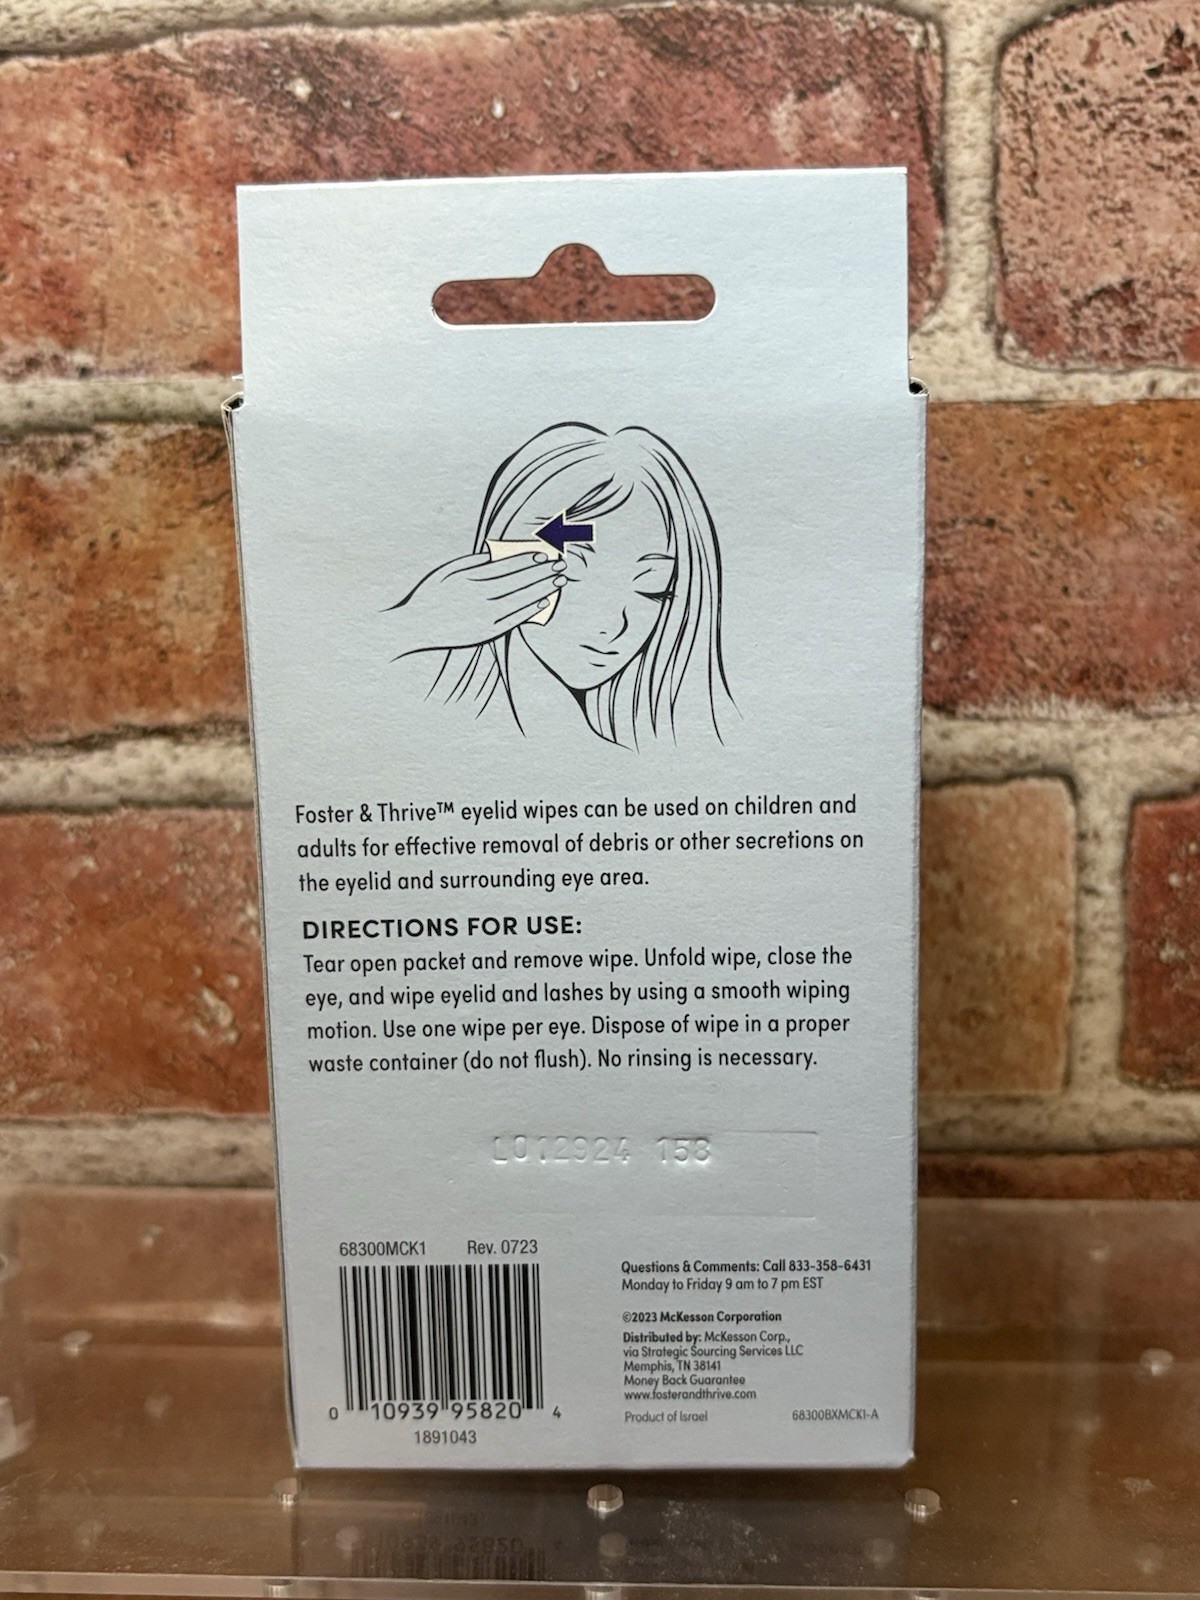 Foster & Thrive™ eyelid wipes can be used on children and
adults for effective removal of debris or other secretions on
the eyelid and surrounding eye area.
DIRECTIONS FOR USE:
Tear open packet and remove wipe. Unfold wipe, close the
eye, and wipe eyelid and lashes by using a smooth wiping
motion. Use one wipe per eye. Dispose of wipe in a proper
waste container (do not flush). No rinsing is necessary.
L012924 158
68300MCK1 Rev. 0723
0 10939 95820 4
1891043
Questions & Comments: Call 833-358-6431
Monday to Friday 9 am to 7 pm EST
©2023 McKesson Corporation
Distributed by: McKesson Corp.,
via Strategic Sourcing Services LLC
Memphis, TN 38141
Money Back Guarantee
www.fosterandthrive.com
Product of Israel 68300BXMCK1-A